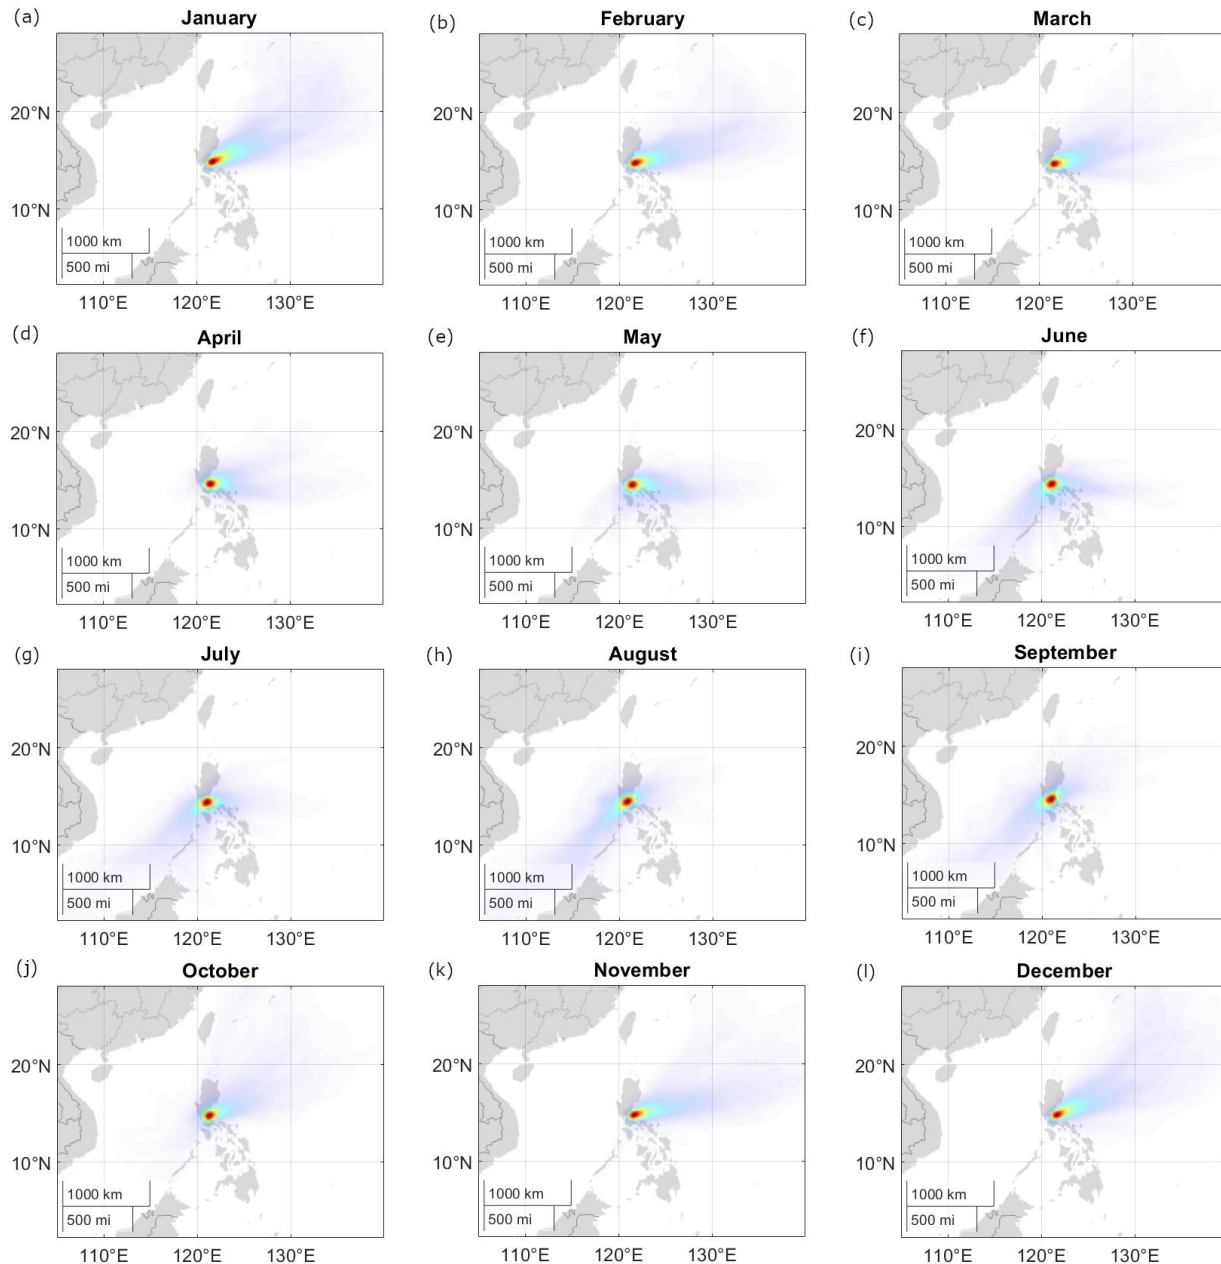 (a) January
(b) February
(c) March
20°N
10°N
1000 km
500 mi
110°E 120°E 130°E
20°N
10°N
1000 km
500 mi
110°E 120°E 130°E
20°N
10°N
1000 km
500 mi
110°E 120°E 130°E
(d) April
(e) May
(f) June
20°N
10°N
1000 km
500 mi
110°E 120°E 130°E
20°N
10°N
1000 km
500 mi
110°E 120°E 130°E
20°N
10°N
1000 km
500 mi
110°E 120°E 130°E
(g) July
(h) August
(i) September
20°N
10°N
1000 km
500 mi
110°E 120°E 130°E
20°N
10°N
1000 km
500 mi
110°E 120°E 130°E
20°N
10°N
1000 km
500 mi
110°E 120°E 130°E
(j) October
(k) November
(l) December
20°N
10°N
1000 km
500 mi
110°E 120°E 130°E
20°N
10°N
1000 km
500 mi
110°E 120°E 130°E
20°N
10°N
1000 km
500 mi
110°E 120°E 130°E